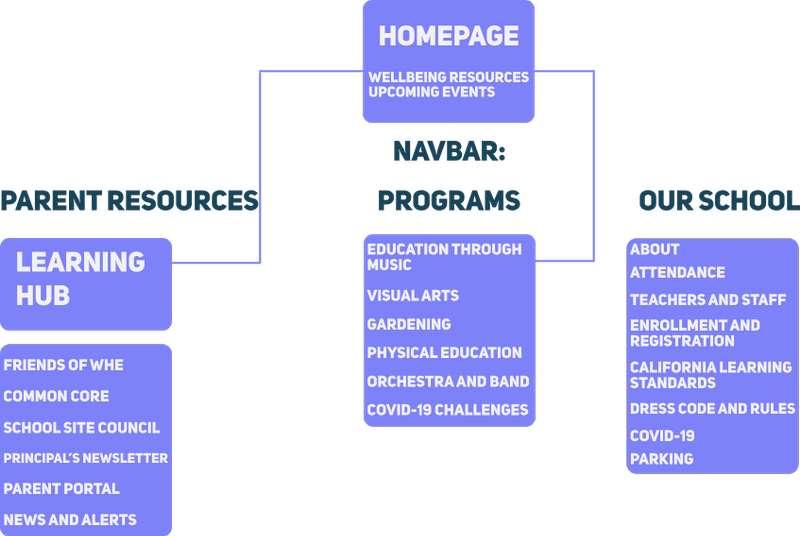 HOMEPAGE
WELLBEING RESOURCES
UPCOMING EVENTS
NAVBAR:
PARENT RESOURCES
LEARNING
HUB
FRIENDS OF WHE
COMMON CORE
SCHOOL SITE COUNCIL
PRINCIPAL'S NEWSLETTER
PARENT PORTAL
NEWS AND ALERTS
PROGRAMS
EDUCATION THROUGH
MUSIC
VISUAL ARTS
GARDENING
PHYSICAL EDUCATION
ORCHESTRA AND BAND
COVID-19 CHALLENGES
OUR SCHOOL
ABOUT
ATTENDANCE
TEACHERS AND STAFF
ENROLLMENT AND
REGISTRATION
CALIFORNIA LEARNING
STANDARDS
DRESS CODE AND RULES
COVID-19
PARKING